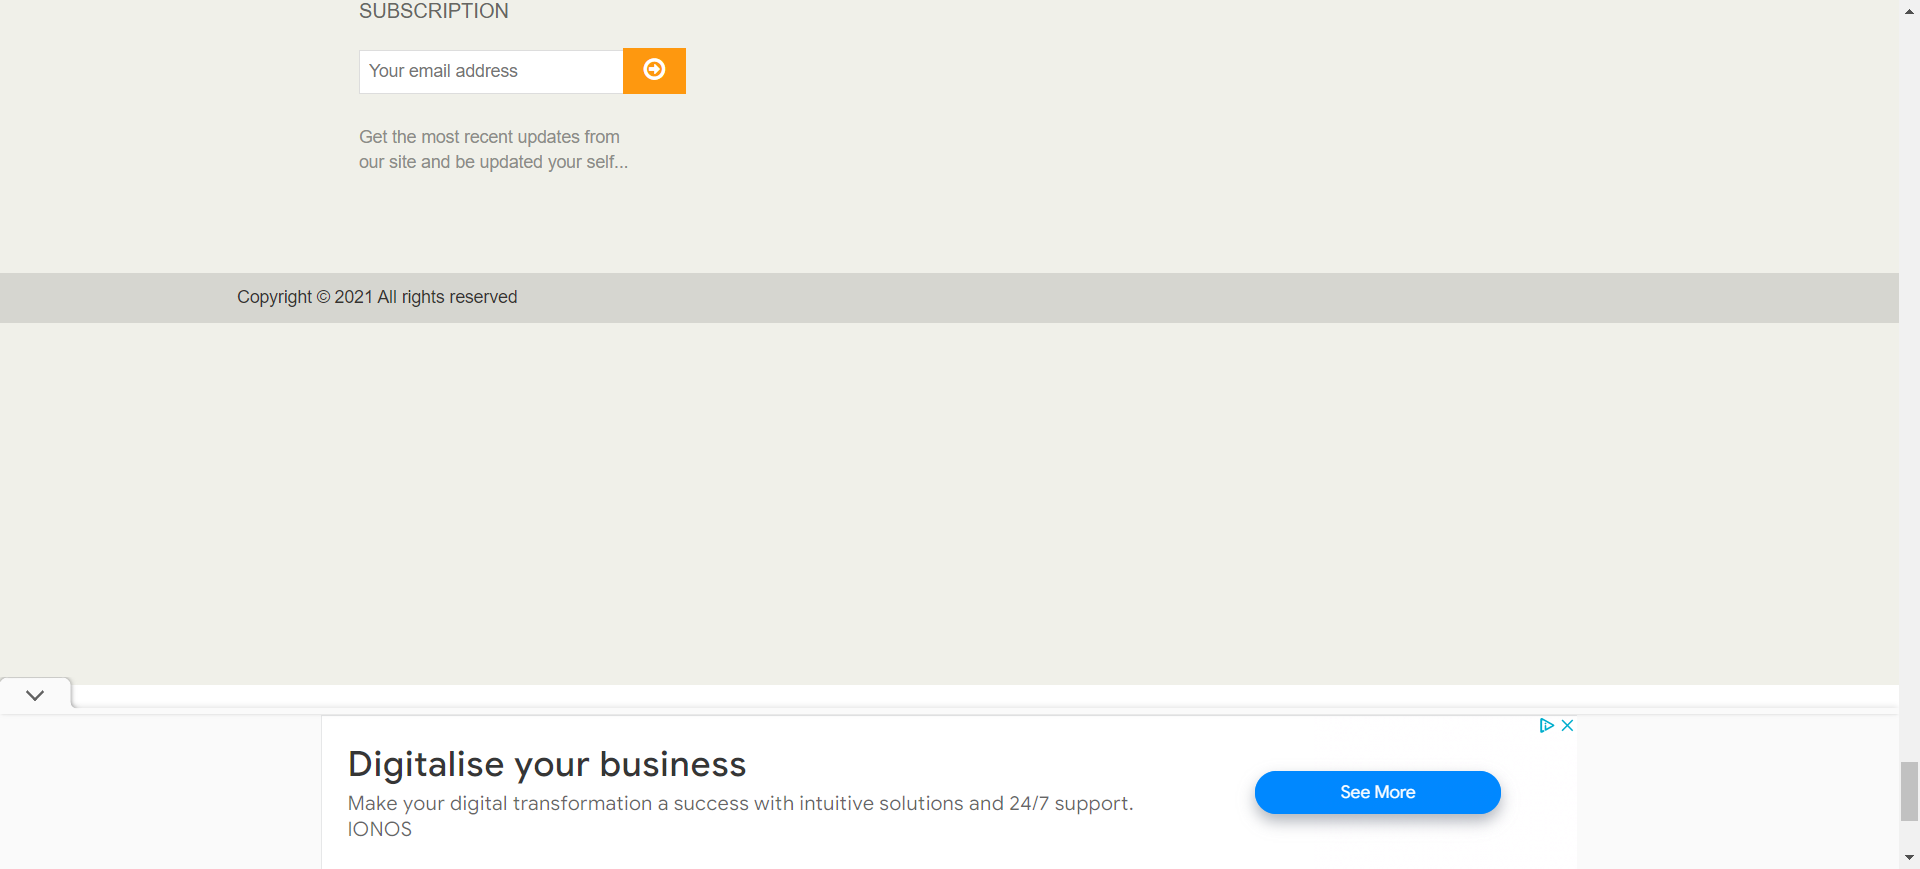 SUBSCRIPTION
Your email address
Get the most recent updates from
our site and be updated your self...
Copyright © 2021 All rights reserved
Digitalise your business
Make your digital transformation a success with intuitive solutions and 24/7 support.
IONOS
See More